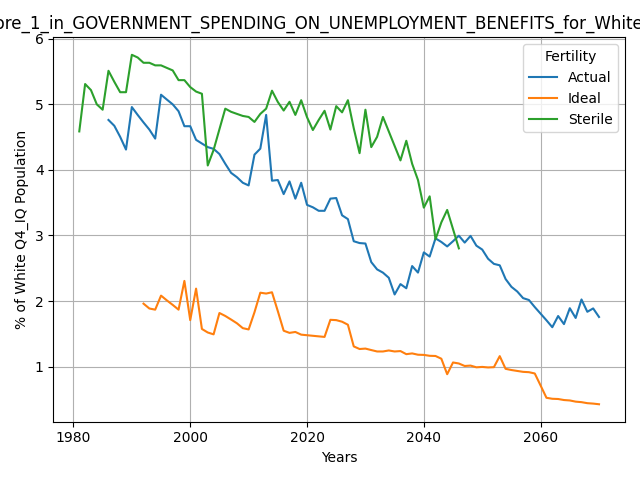 ore_1_in_GOVERNMENT_SPENDING_ON_UNEMPLOYMENT_BENEFITS_for_White
Fertility
Actual
Ideal
Sterile
% of White Q4_IQ Population
6
5
4
3
2
1
1980
2000
2020
2040
2060
Years